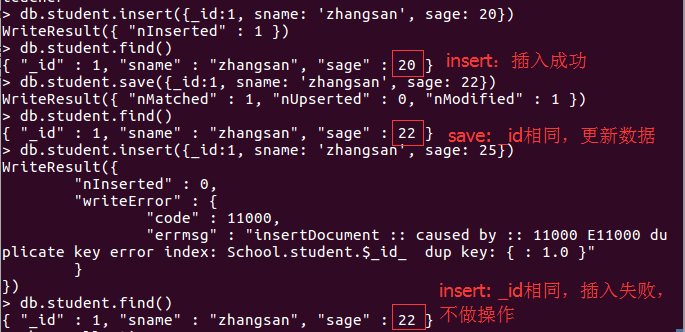 > db.student.insert({_id:1, sname: 'zhangsan', sage: 20})
WriteResult({ "nInserted" : 1 })
> db.student.find()
{ "_id" : 1, "sname" : "zhangsan", "sage" : 20 } insert：插入成功
> db.student.save({_id:1, sname: 'zhangsan', sage: 22})
WriteResult({ "nMatched" : 1, "nUpserted" : 0, "nModified" : 1 })
> db.student.find()
{ "_id" : 1, "sname" : "zhangsan", "sage" : 22 } save: _id相同，更新数据
> db.student.insert({_id:1, sname: 'zhangsan', sage: 25})
WriteResult({
"nInserted" : 0,
"writeError" : {
"code" : 11000,
"errmsg" : "insertDocument :: caused by :: 11000 E11000 du
plicate key error index: School.student.$_id_  dup key: { : 1.0 }"
}
})
insert: _id相同，插入失败，
> db.student.find()
不做操作
{ "_id" : 1, "sname" : "zhangsan", "sage" : 22 }